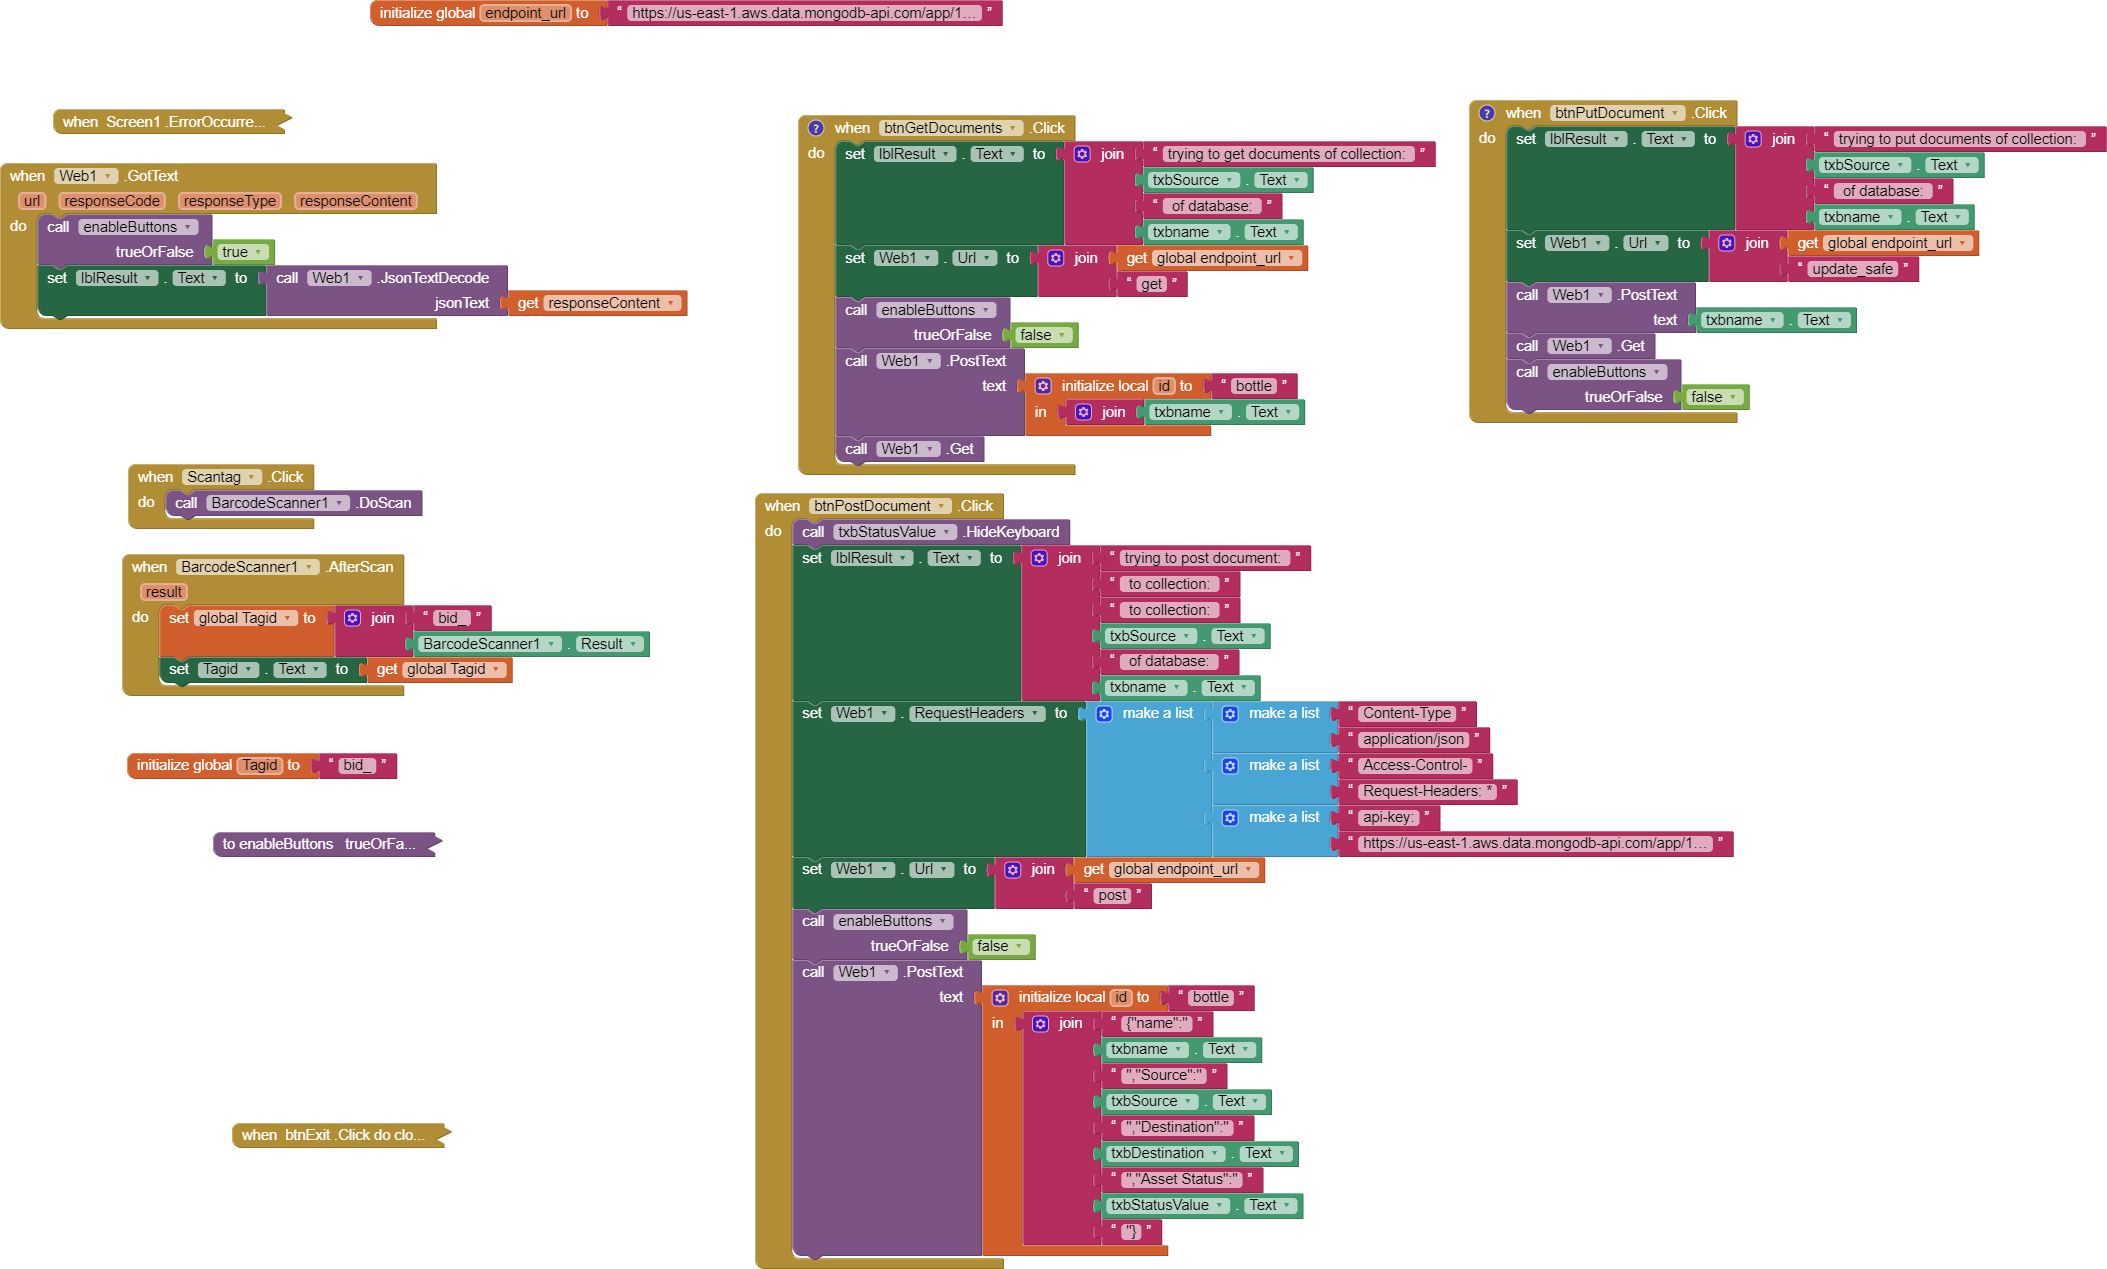 initialize global endpoint_url to " https://us-east-1.aws.data.mongodb-api.com/app/1... "
when Screen1 .ErrorOccurre...
when Web1 .GotText
url responseCode responseType responseContent
do call enableButtons
trueOrFalse true
set lblResult . Text to call Web1 .JsonTextDecode
jsonText get responseContent
when Scantag .Click
do call BarcodeScanner1 .DoScan
when BarcodeScanner1 .AfterScan
result
do set global Tagid to join " bid_ "
BarcodeScanner1 . Result
set Tagid . Text to get global Tagid
initialize global Tagid to " bid_ "
to enableButtons trueOrFa...
when btnExit .Click do clo...
? when btnGetDocuments .Click
do set lblResult . Text to join " trying to get documents of collection: "
txbSource . Text
" of database: "
txbname . Text
set Web1 . Url to join get global endpoint_url
" get "
call enableButtons
trueOrFalse false
call Web1 .PostText
text initialize local id to " bottle "
in join txbname . Text
call Web1 .Get
? when btnPutDocument .Click
do set lblResult . Text to join " trying to put documents of collection: "
txbSource . Text
" of database: "
txbname . Text
set Web1 . Url to join get global endpoint_url
" update_safe "
call Web1 .PostText
text txbname . Text
call Web1 .Get
call enableButtons
trueOrFalse false
when btnPostDocument .Click
do call txbStatusValue .HideKeyboard
set lblResult . Text to join " trying to post document: "
" to collection: "
" to collection: "
txbSource . Text
" of database: "
txbname . Text
set Web1 . RequestHeaders to make a list make a list " Content-Type "
" application/json "
make a list " Access-Control- "
" Request-Headers: * "
make a list " api-key: "
" https://us-east-1.aws.data.mongodb-api.com/app/1... "
set Web1 . Url to join get global endpoint_url
" post "
call enableButtons
trueOrFalse false
call Web1 .PostText
text initialize local id to " bottle "
in join " {"name":" "
txbname . Text
" ","Source":" "
txbSource . Text
" ","Destination":" "
txbDestination . Text
" ","Asset Status":" "
txbStatusValue . Text
" "} "